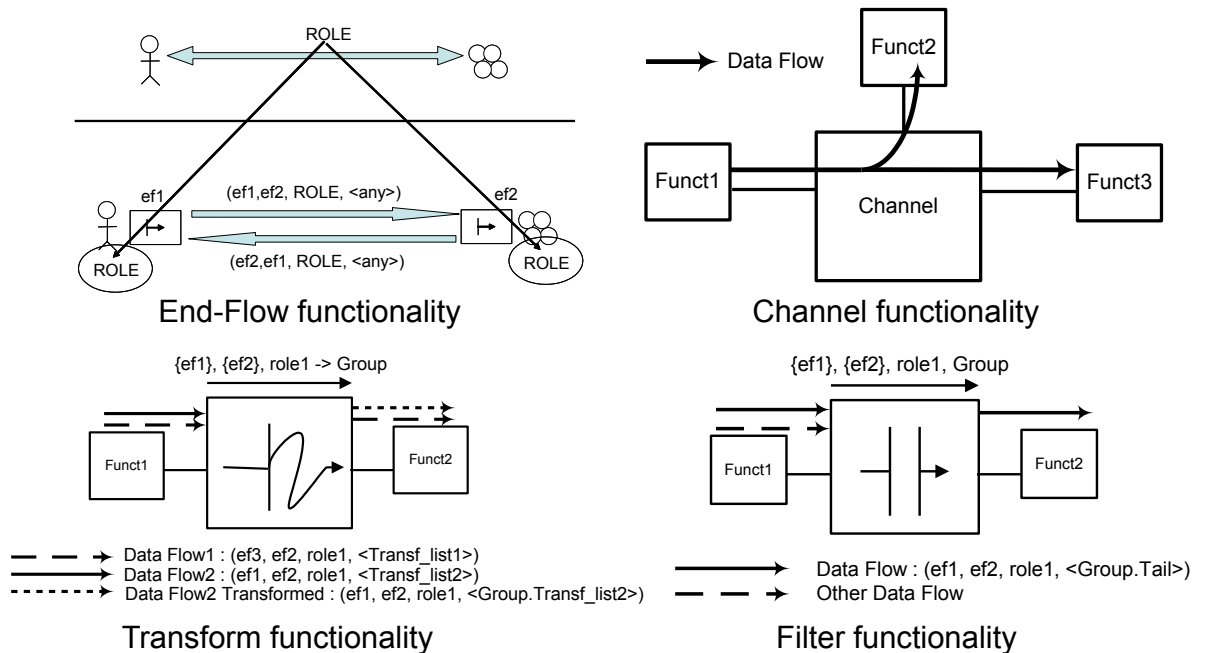 ROLE
ef1
(ef1,ef2, ROLE, <any>)
ef2
(ef2,ef1, ROLE, <any>)
ROLE
ROLE
End-Flow functionality
Data Flow
Funct2
Funct1
Channel
Funct3
Channel functionality
{ef1}, {ef2}, role1 -> Group
Funct1
Funct2
Data Flow1 : (ef3, ef2, role1, <Transf_list1>)
Data Flow2 : (ef1, ef2, role1, <Transf_list2>)
Data Flow2 Transformed : (ef1, ef2, role1, <Group.Transf_list2>)
Transform functionality
{ef1}, {ef2}, role1, Group
Funct1
Funct2
Data Flow : (ef1, ef2, role1, <Group.Tail>)
Other Data Flow
Filter functionality